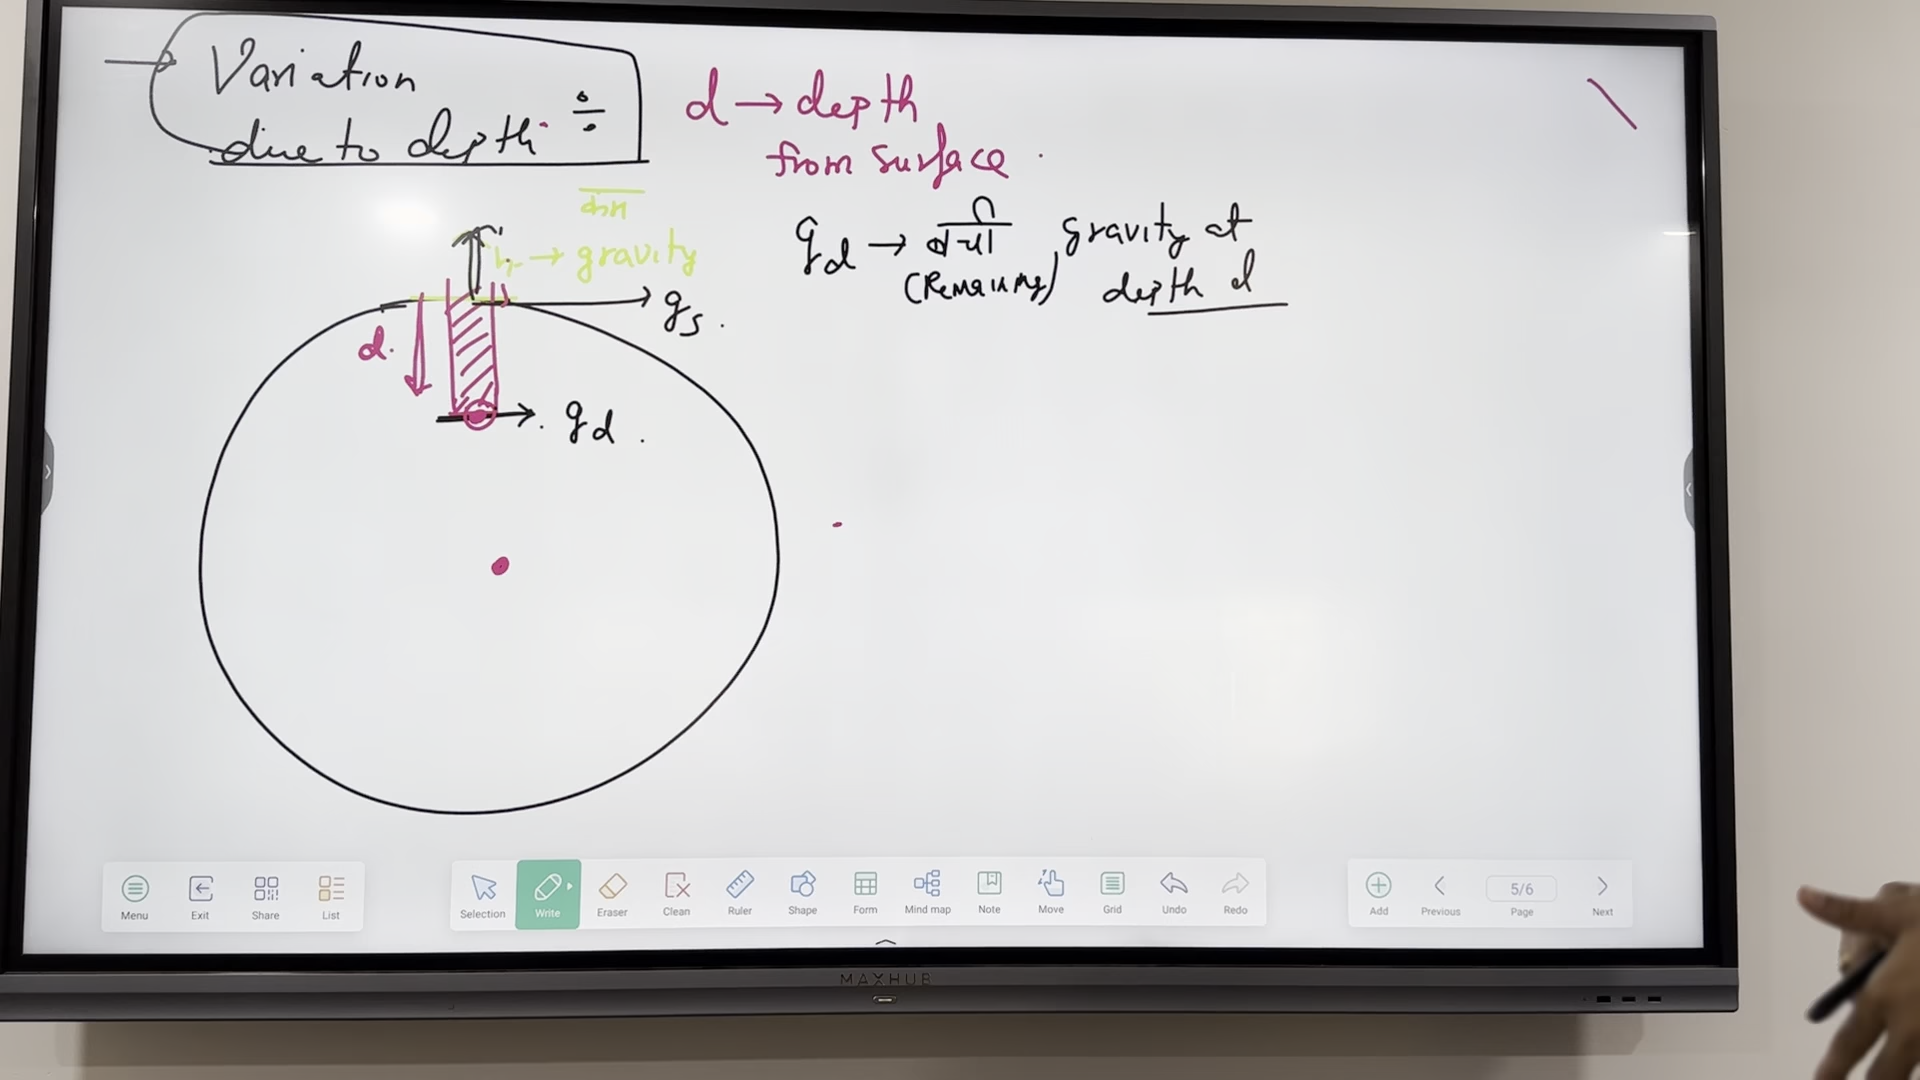 Variation
due to depth
d → depth
from surface
h → gravity
gd → gravity at
(Remaining) depth d
gs
d
gd
Menu Exit Share List Selection Write Eraser Clean Ruler Shape Form Mind map Note Move Grid Undo Redo Add Previous 5/6 Page Next
MAXHUB